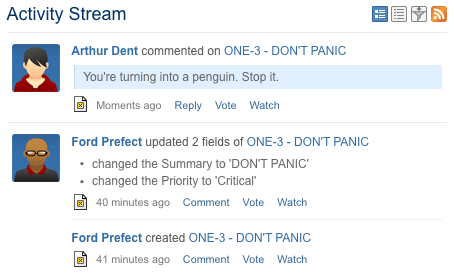 Activity Stream
Arthur Dent commented on ONE-3 - DON'T PANIC
You're turning into a penguin. Stop it.
Moments ago Reply Vote Watch
Ford Prefect updated 2 fields of ONE-3 - DON'T PANIC
• changed the Summary to 'DON'T PANIC'
• changed the Priority to 'Critical'
40 minutes ago Comment Vote Watch
Ford Prefect created ONE-3 - DON'T PANIC
41 minutes ago Comment Vote Watch